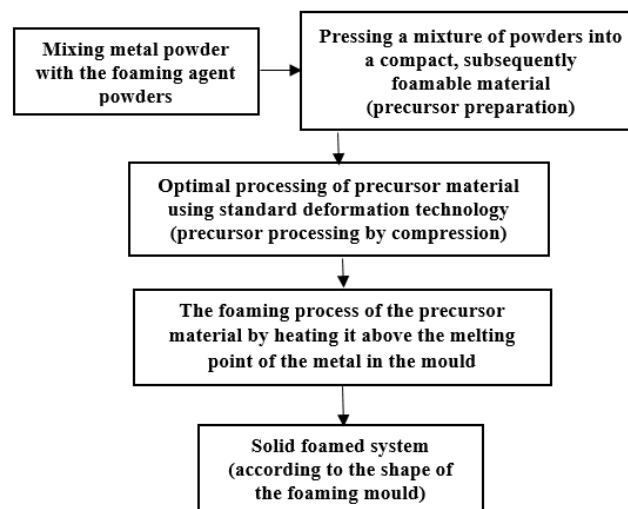 Mixing metal powder
with the foaming agent
powders
Pressing a mixture of powders into
a compact, subsequently
foamable material
(precursor preparation)
Optimal processing of precursor material
using standard deformation technology
(precursor processing by compression)
The foaming process of the precursor
material by heating it above the melting
point of the metal in the mould
Solid foamed system
(according to the shape of
the foaming mould)